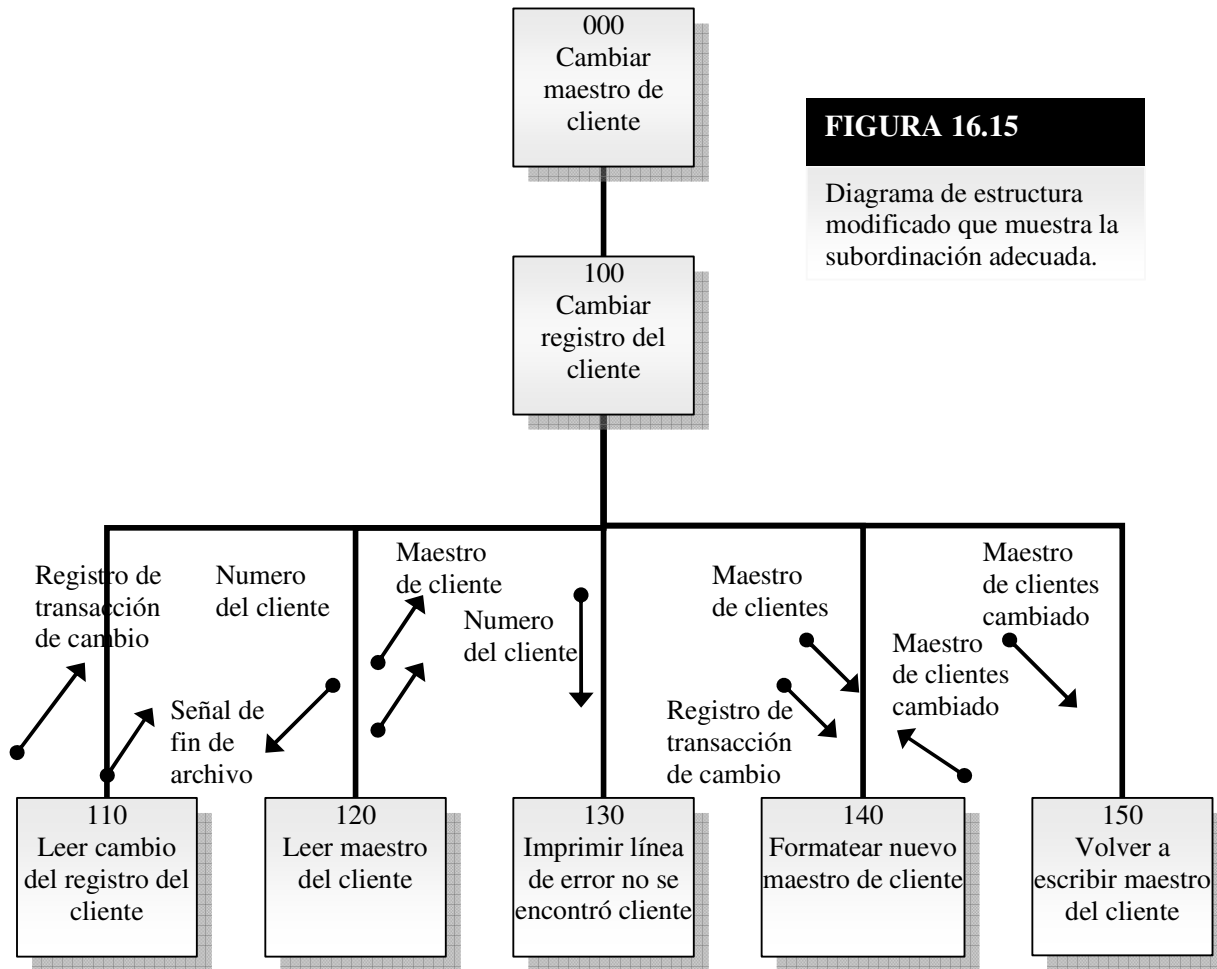 000
Cambiar
maestro de
cliente
FIGURA 16.15
Diagrama de estructura
modificado que muestra la
subordinación adecuada.
100
Cambiar
registro del
cliente
Registro de
transacción
de cambio
Señal de
fin de
archivo
Numero
del cliente
Maestro
de cliente
Numero
del cliente
Maestro
de clientes
Registro de
transacción
de cambio
Maestro
de clientes
cambiado
Maestro
de clientes
cambiado
110
Leer cambio
del registro del
cliente
120
Leer maestro
del cliente
130
Imprimir línea
de error no se
encontró cliente
140
Formatear nuevo
maestro de cliente
150
Volver a
escribir maestro
del cliente